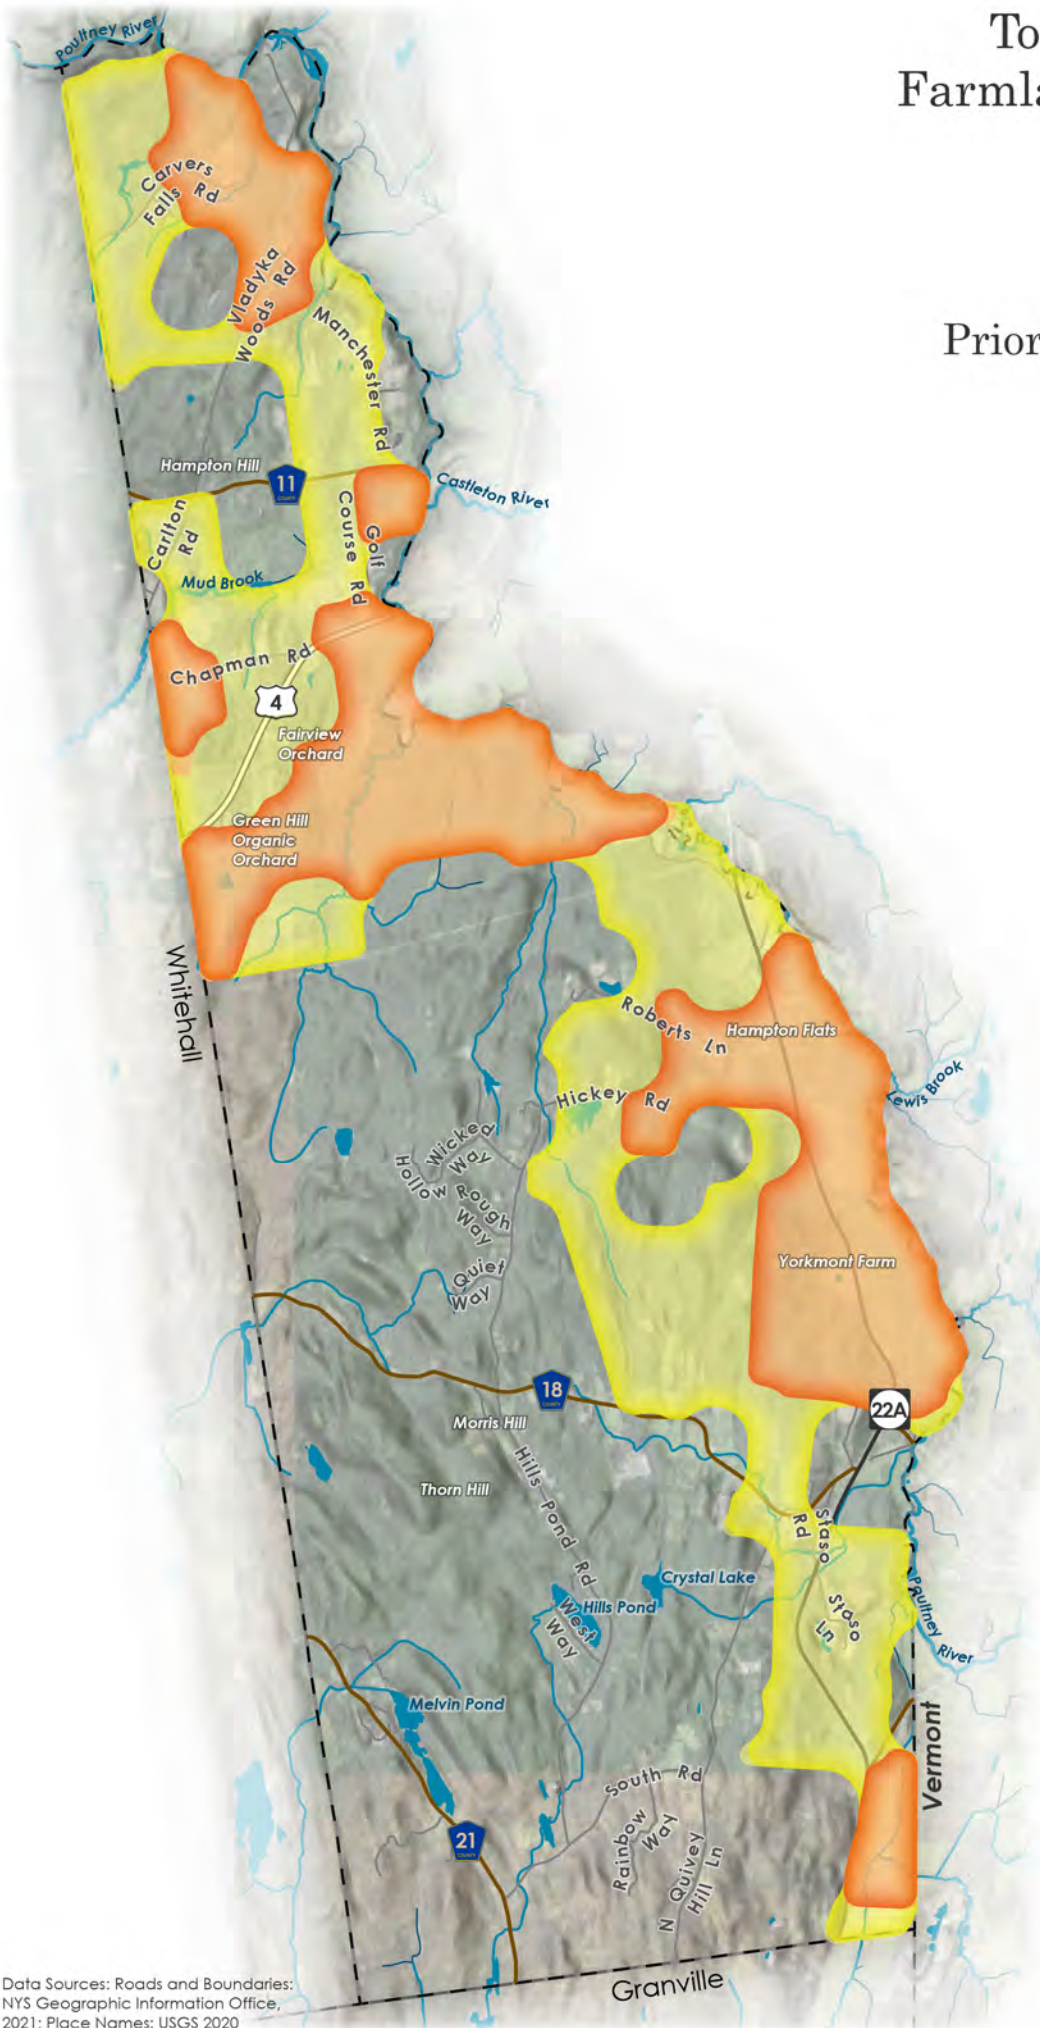 To
Farmla
Prior
Poultney River
Carvers
Falls Rd
Vladyka
Woods Rd
Manchester Rd
Hampton Hill
11
COUNTY
Castleton River
Carlton
Rd
Golf
Course Rd
Mud Brook
Chapman Rd
4
Fairview
Orchard
Green Hill
Organic
Orchard
Whitehall
Roberts Ln
Hampton Flats
Hickey Rd
Lewis Brook
Wicked
Way
Hollow
Rough
Way
Quiet
Way
Yorkmont Farm
18
COUNTY
22A
Morris Hill
Thorn Hill
Hills Pond Rd
Staso
Rd
Crystal Lake
Hills Pond
West
Way
Staso
Ln
Poultney
River
Melvin Pond
Vermont
South Rd
Rainbow
Way
N Quivey
Hill Ln
21
COUNTY
Granville
Data Sources: Roads and Boundaries:
NYS Geographic Information Office,
2021; Place Names: USGS 2020